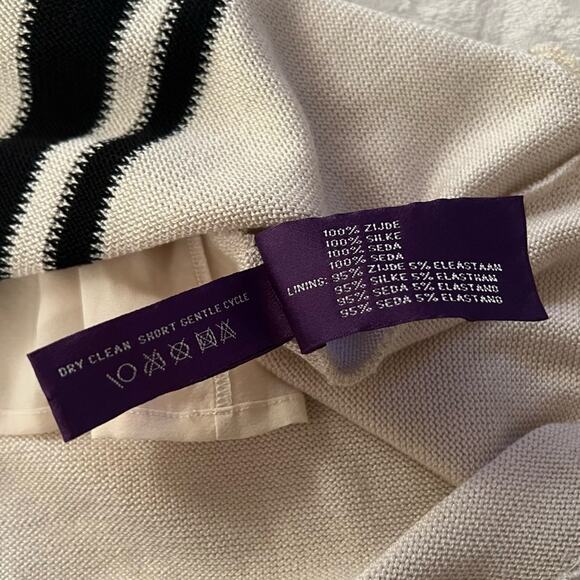 100% ZIJDE
100% SILKE
100% SEDA
100% SEDA
LINING: 95% ZIJDE 5% ELEASTAAN
95% SILKE 5% ELASTHAN
95% SEDA 5% ELASTANO
95% SEDA 5% ELASTANO
DRY CLEAN SHORT GENTLE CYCLE